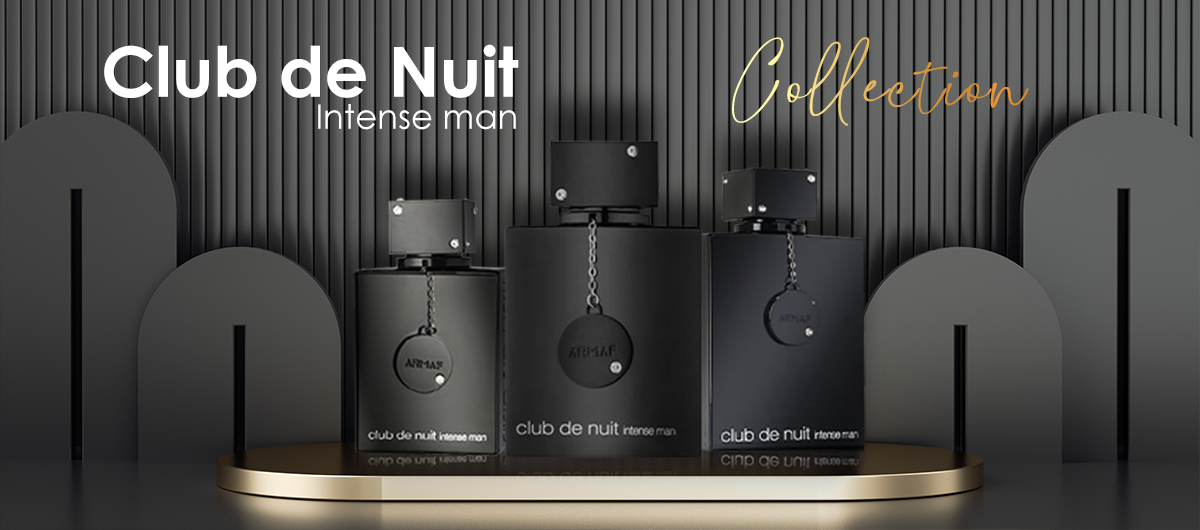 Club de Nuit
Intense man
Collection
ARMAF
club de nuit intense man
ARMAF
club de nuit intense man
ARMAF
club de nuit intense man